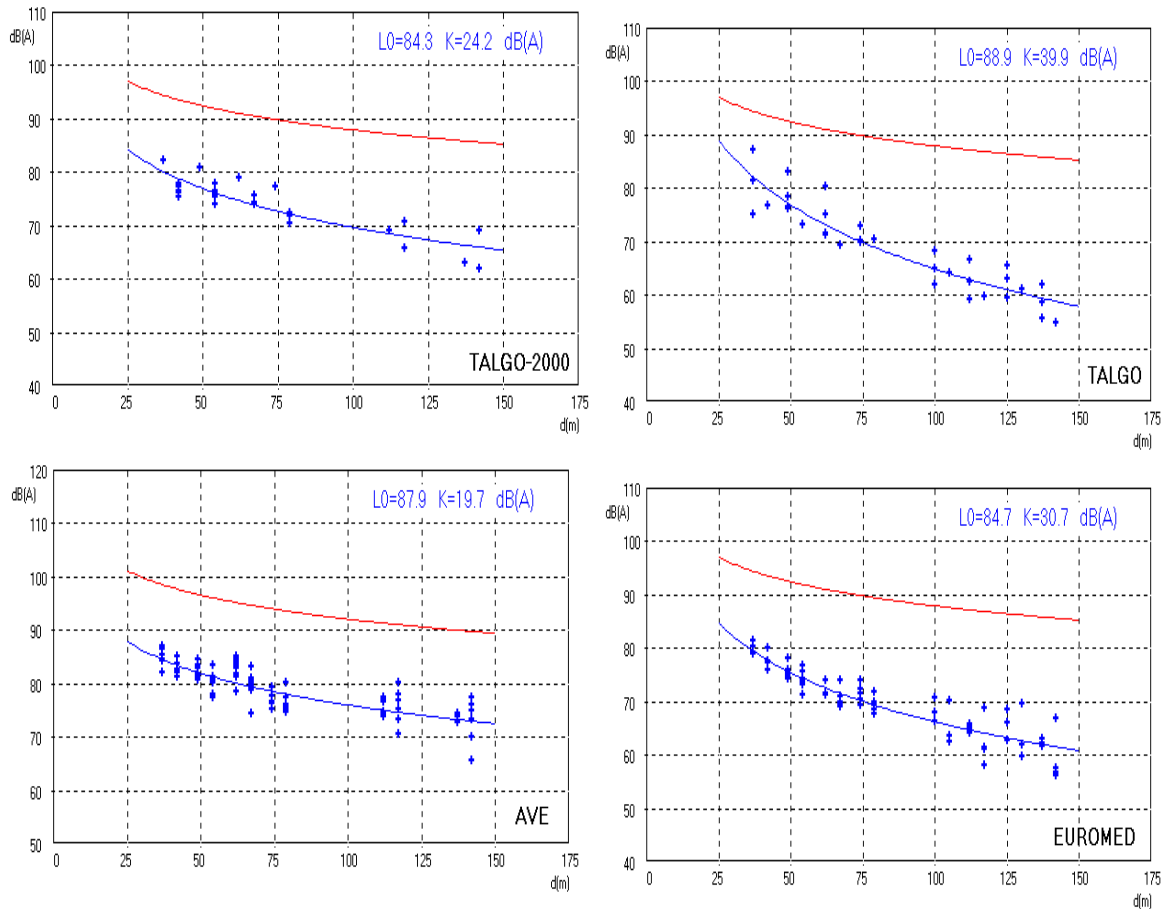 110
dB(A)
L0=84.3 K=24.2 dB(A)
100
90
80
70
60
50
TALGO-2000
40
0 25 50 75 100 125 150 175
d(m)
110
dB(A)
L0=88.9 K=39.9 dB(A)
100
90
80
70
60
50
TALGO
40
0 25 50 75 100 125 150 175
d(m)
120
dB(A)
L0=87.9 K=19.7 dB(A)
110
100
90
80
70
60
AVE
50
0 25 50 75 100 125 150 175
d(m)
110
dB(A)
L0=84.7 K=30.7 dB(A)
100
90
80
70
60
50
EUROMED
40
0 25 50 75 100 125 150 175
d(m)